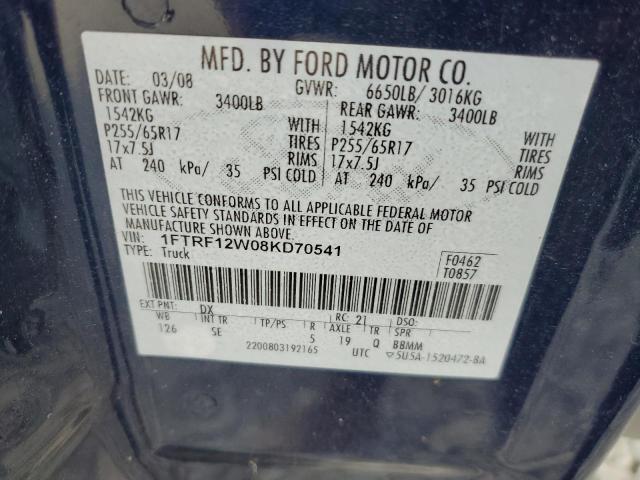 MFD. BY FORD MOTOR CO.
DATE: 03/08 GVWR: 6650LB/ 3016KG
FRONT GAWR: 3400LB REAR GAWR: 3400LB
1542KG WITH 1542KG WITH
P255/65R17 TIRES P255/65R17 TIRES
17x7.5J RIMS 17x7.5J RIMS
AT 240 kPa/ 35 PSI COLD AT 240 kPa/ 35 PSI COLD
THIS VEHICLE CONFORMS TO ALL APPLICABLE FEDERAL MOTOR
VEHICLE SAFETY STANDARDS IN EFFECT ON THE DATE OF
MANUFACTURE SHOWN ABOVE.
VIN: 1FTRF12W08KD70541 F0462
TYPE: Truck T0857
EXT PNT: DX RC: 21 DSO:
WB INT TR TP/PS R AXLE TR SPR
126 SE 5 19 Q BBMM
2200803192165 UTC ▽5U5A-1520472-BA